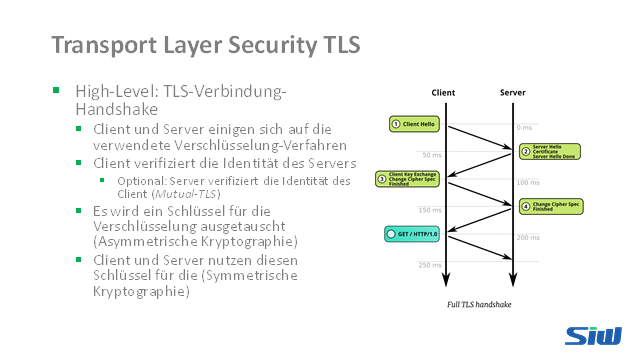 Transport Layer Security TLS
High-Level: TLS-Verbindung-
Handshake
Client und Server einigen sich auf die
verwendete Verschlüsselung-Verfahren
Client verifiziert die Identität des Servers
Optional: Server verifiziert die Identität des
Client (Mutual-TLS)
Es wird ein Schlüssel für die
Verschlüsselung ausgetauscht
(Asymmetrische Kryptographie)
Client und Server nutzen diesen
Schlüssel für die (Symmetrische
Kryptographie)
Client Server
1 Client Hello
0 ms
2 Server Hello
Certificate
Server Hello Done
50 ms
3 Client Key Exchange
Change Cipher Spec
Finished
100 ms
4 Change Cipher Spec
Finished
150 ms
GET / HTTP/1.0
200 ms
250 ms
Full TLS handshake
SIW